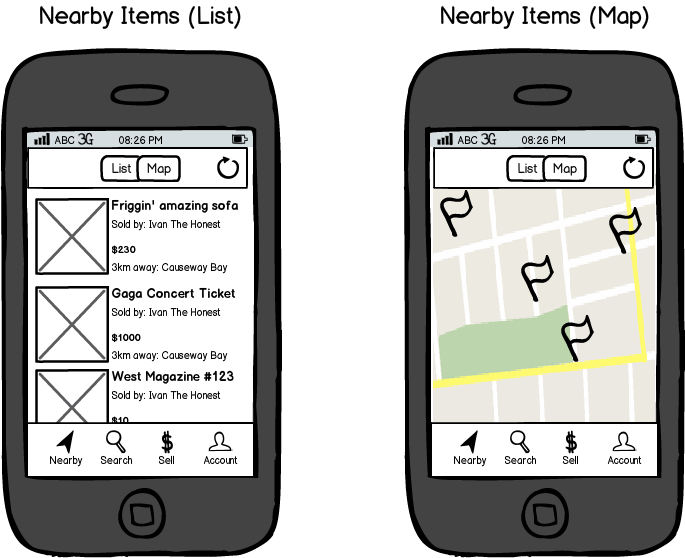 Nearby Items (List)
ABC 3G 08:26 PM
List Map
Friggin' amazing sofa
Sold by: Ivan The Honest
$230
3km away: Causeway Bay
Gaga Concert Ticket
Sold by: Ivan The Honest
$1000
3km away: Causeway Bay
West Magazine #123
Sold by: Ivan The Honest
$10
Nearby Search Sell Account
Nearby Items (Map)
ABC 3G 08:26 PM
List Map
Nearby Search Sell Account